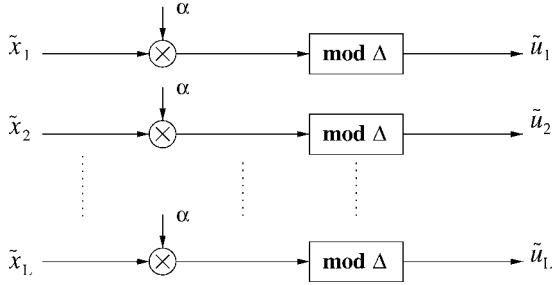 α
x̃₁ mod Δ ũ₁
α
x̃₂ mod Δ ũ₂
α
x̃_L mod Δ ũ_L